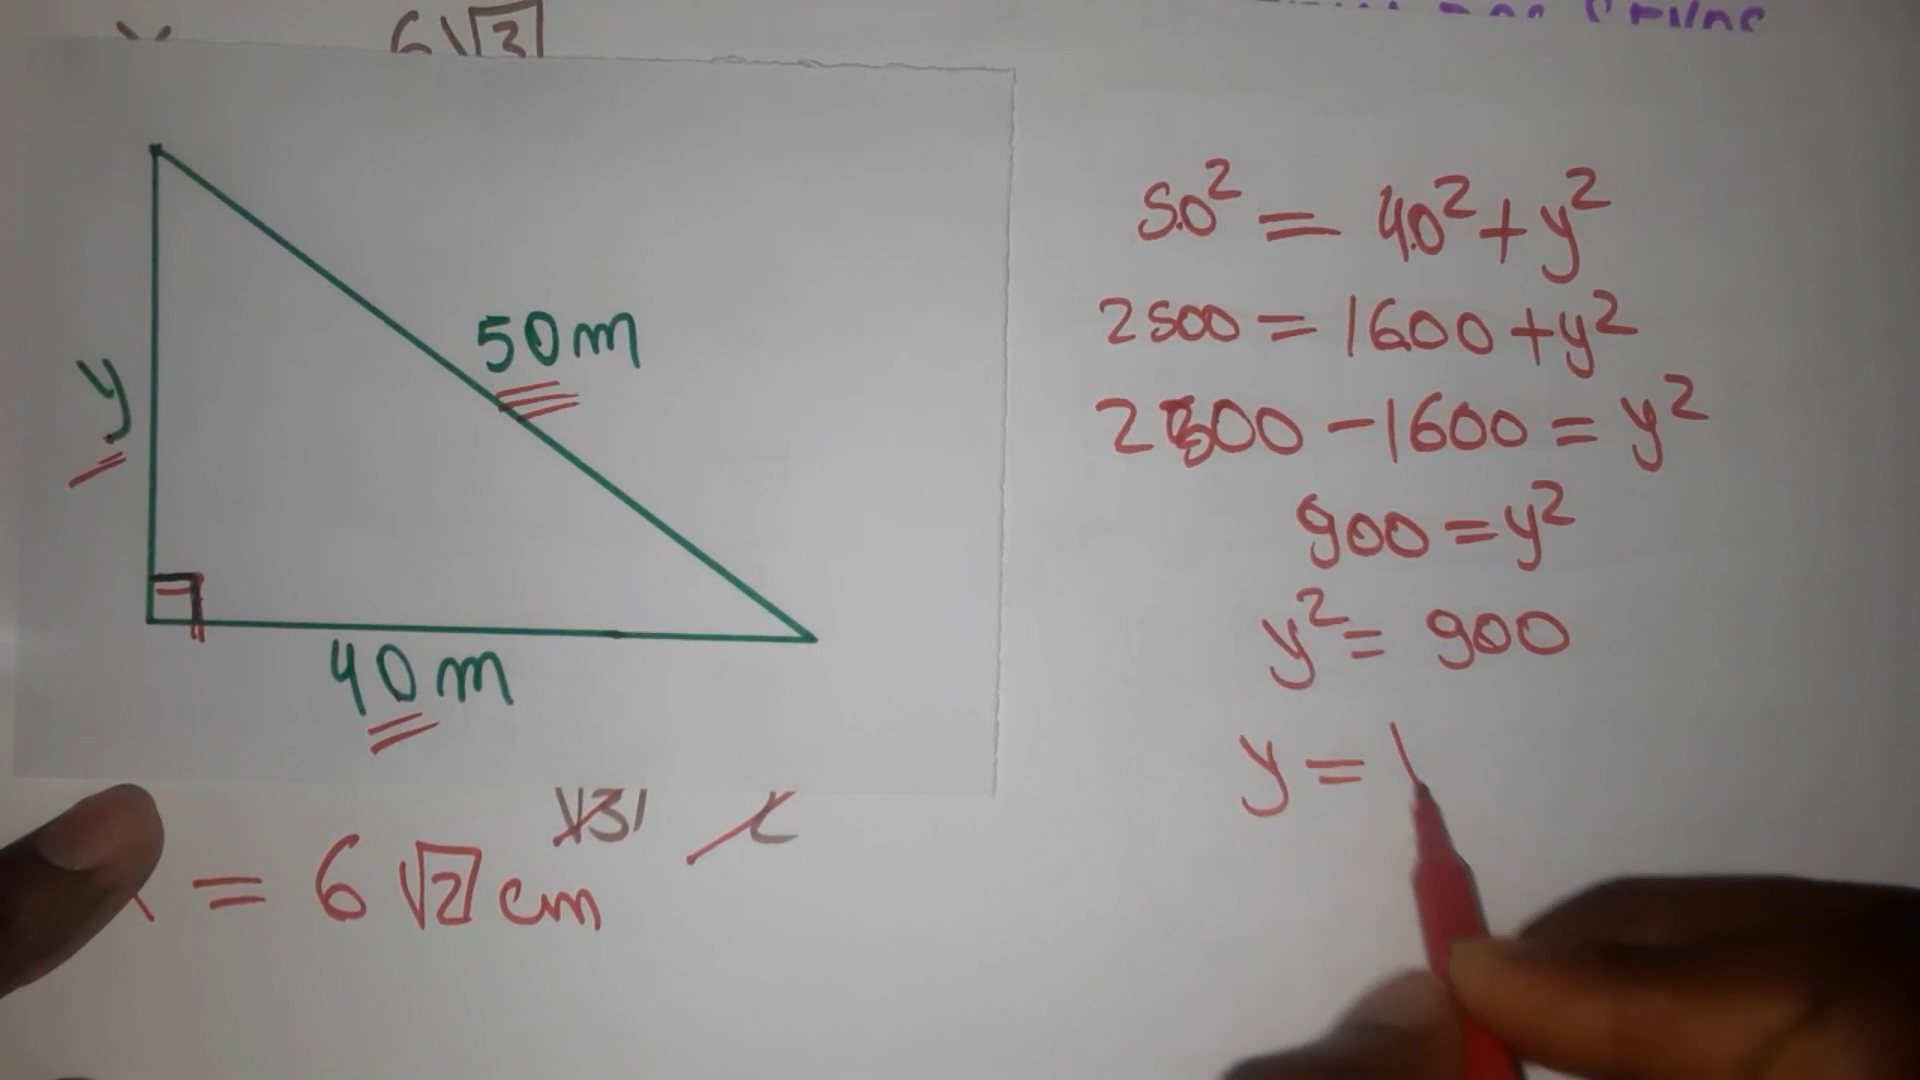 6√3
50m
y
40m
= 6√2 cm
50² = 40² + y²
2500 = 1600 + y²
2500 - 1600 = y²
900 = y²
y² = 900
y =